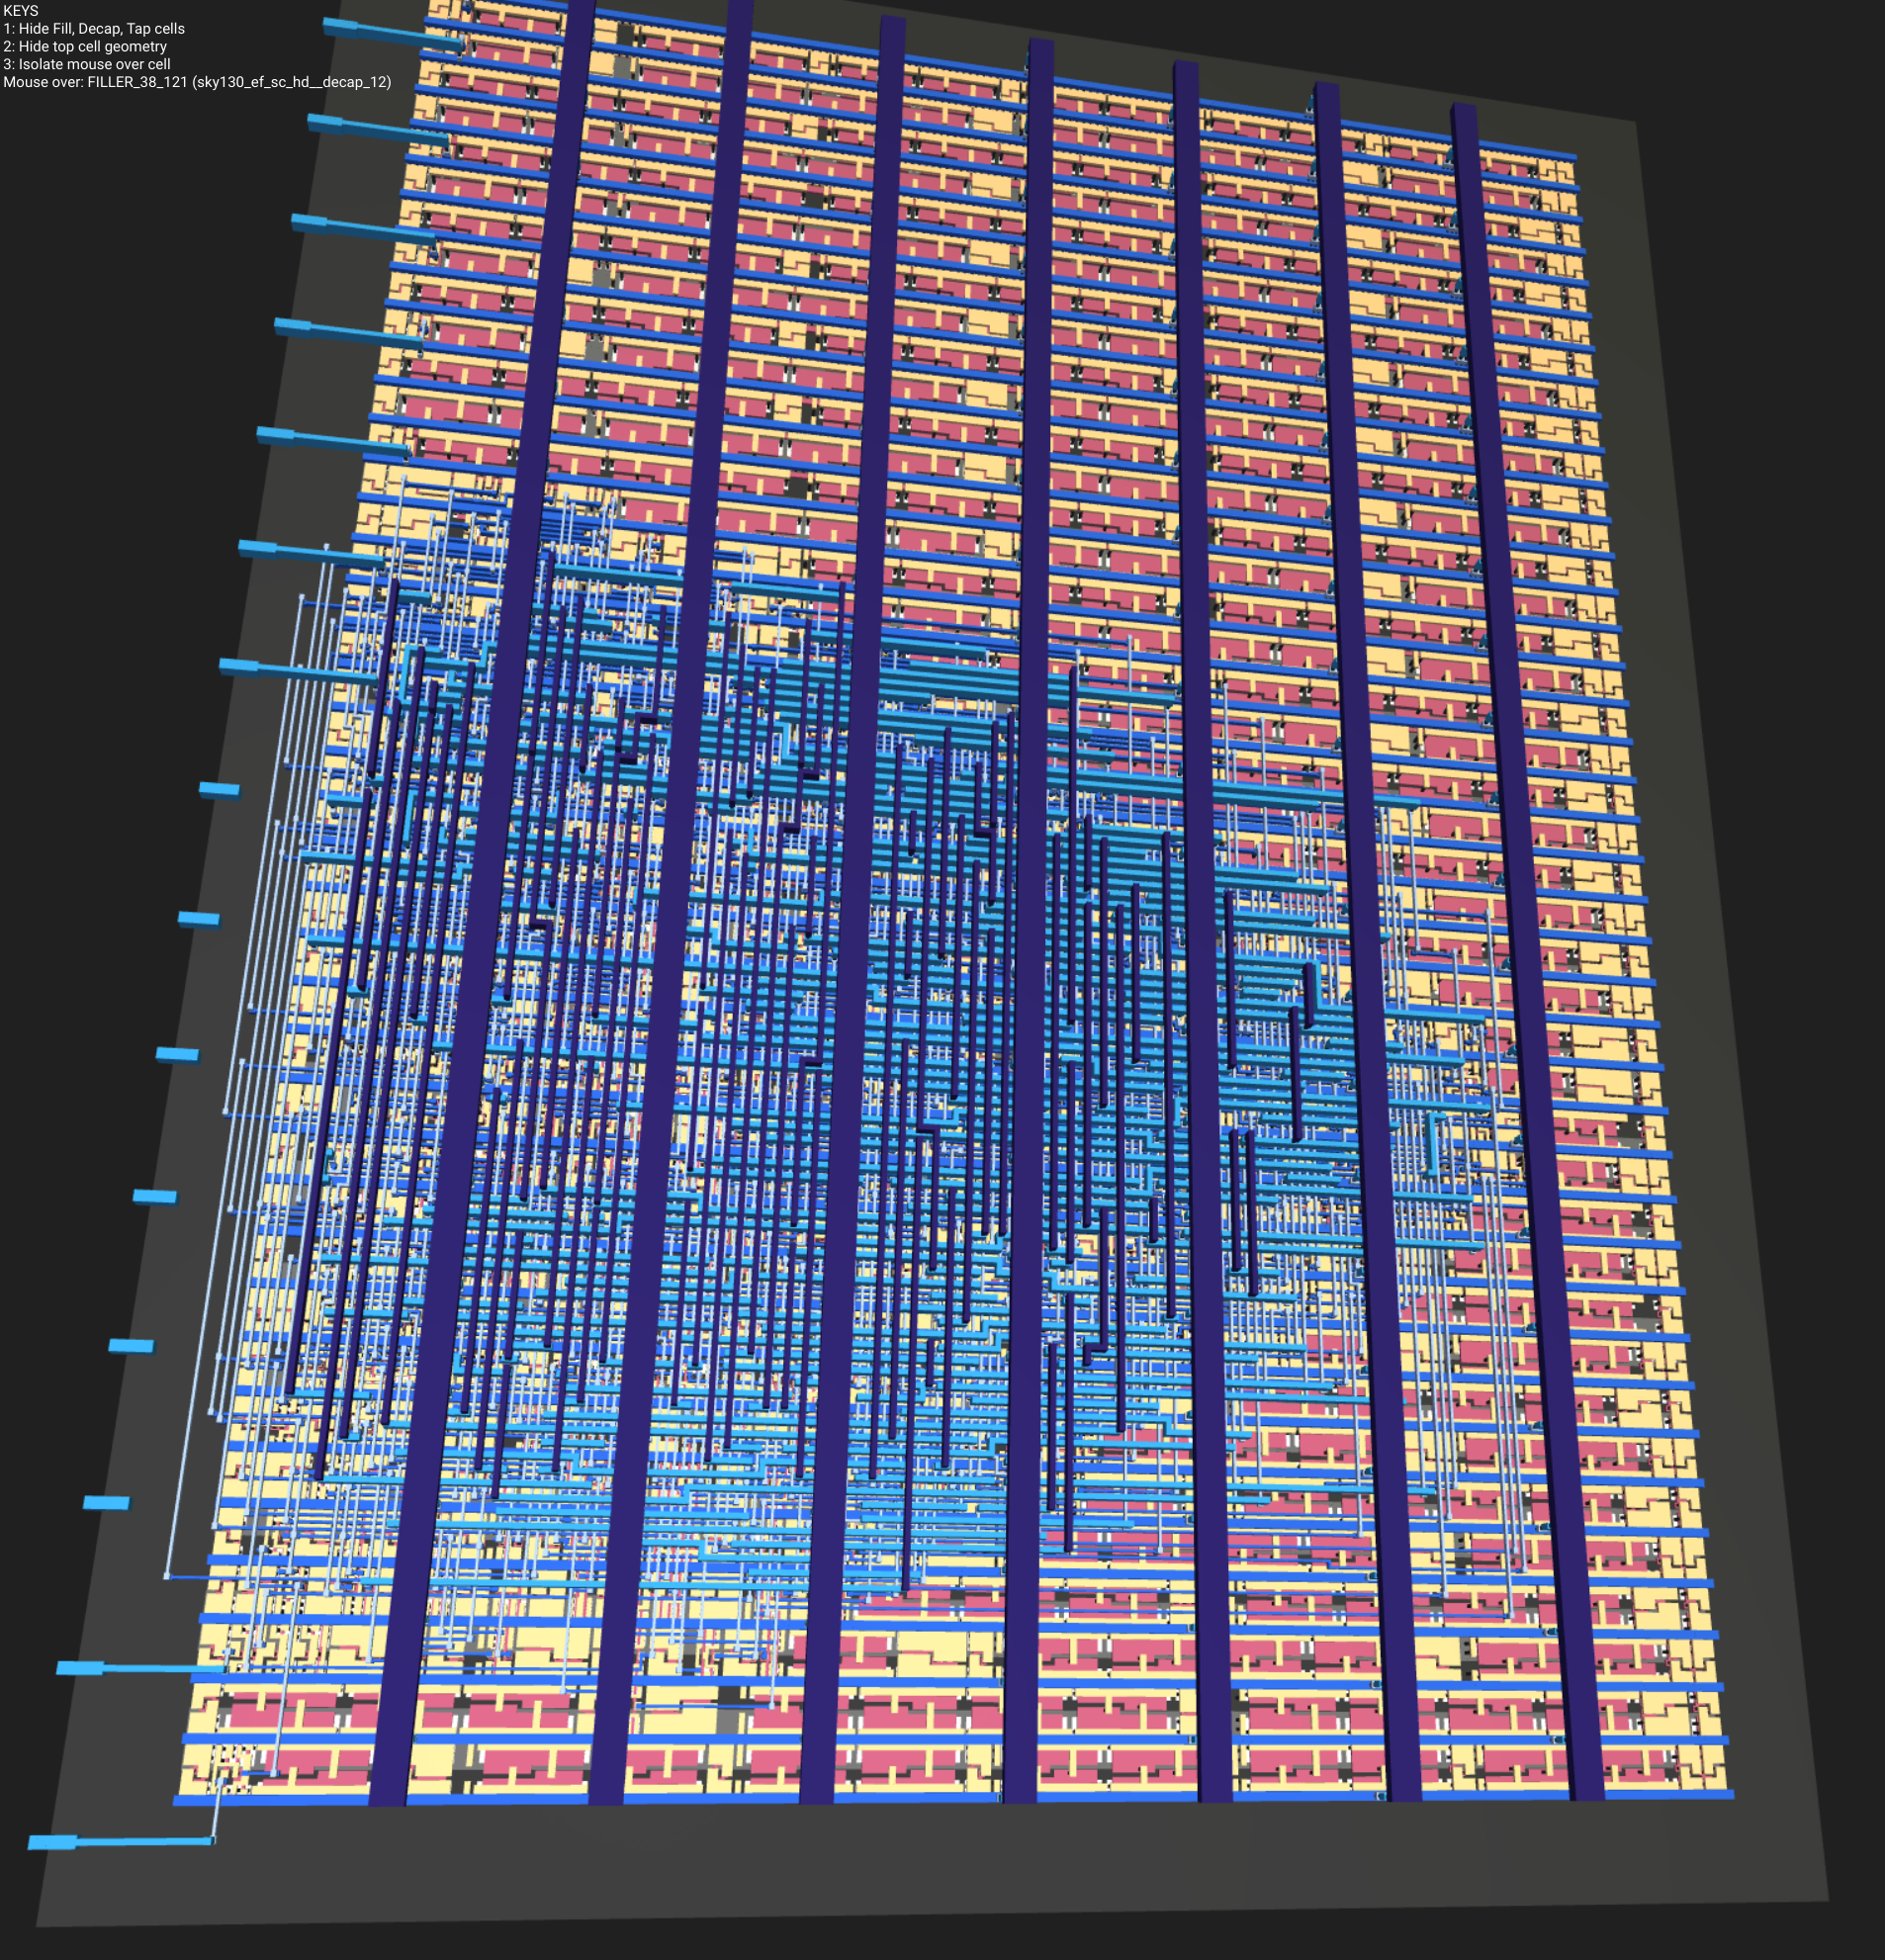 KEYS
1: Hide Fill, Decap, Tap cells
2: Hide top cell geometry
3: Isolate mouse over cell
Mouse over: FILLER_38_121 (sky130_ef_sc_hd__decap_12)